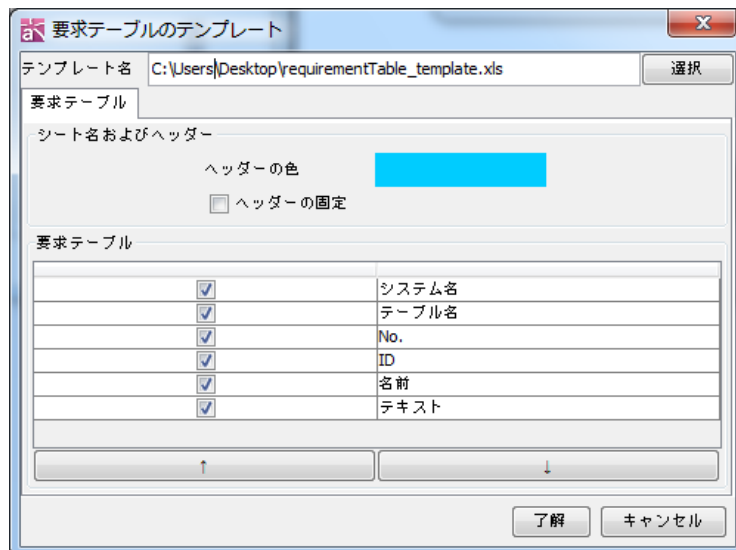 要求テーブルのテンプレート
テンプレート名 C:\Users\Desktop\requirementTable_template.xls 選択
要求テーブル
シート名およびヘッダー
ヘッダーの色
ヘッダーの固定
要求テーブル
システム名
テーブル名
No.
ID
名前
テキスト
↑ ↓
了解 キャンセル